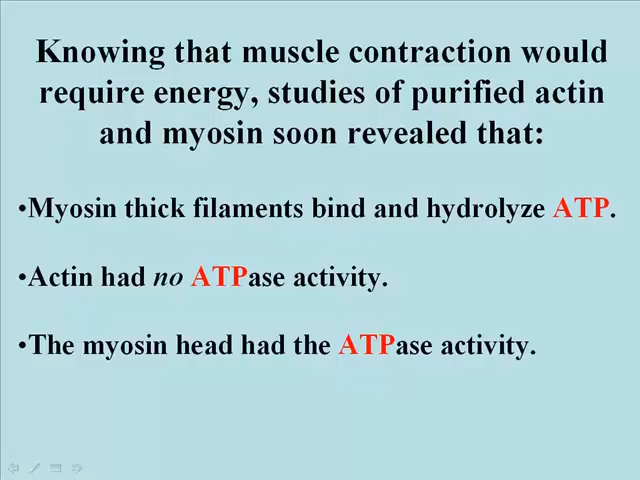 Knowing that muscle contraction would
require energy, studies of purified actin
and myosin soon revealed that:
•Myosin thick filaments bind and hydrolyze ATP.
•Actin had no ATPase activity.
•The myosin head had the ATPase activity.